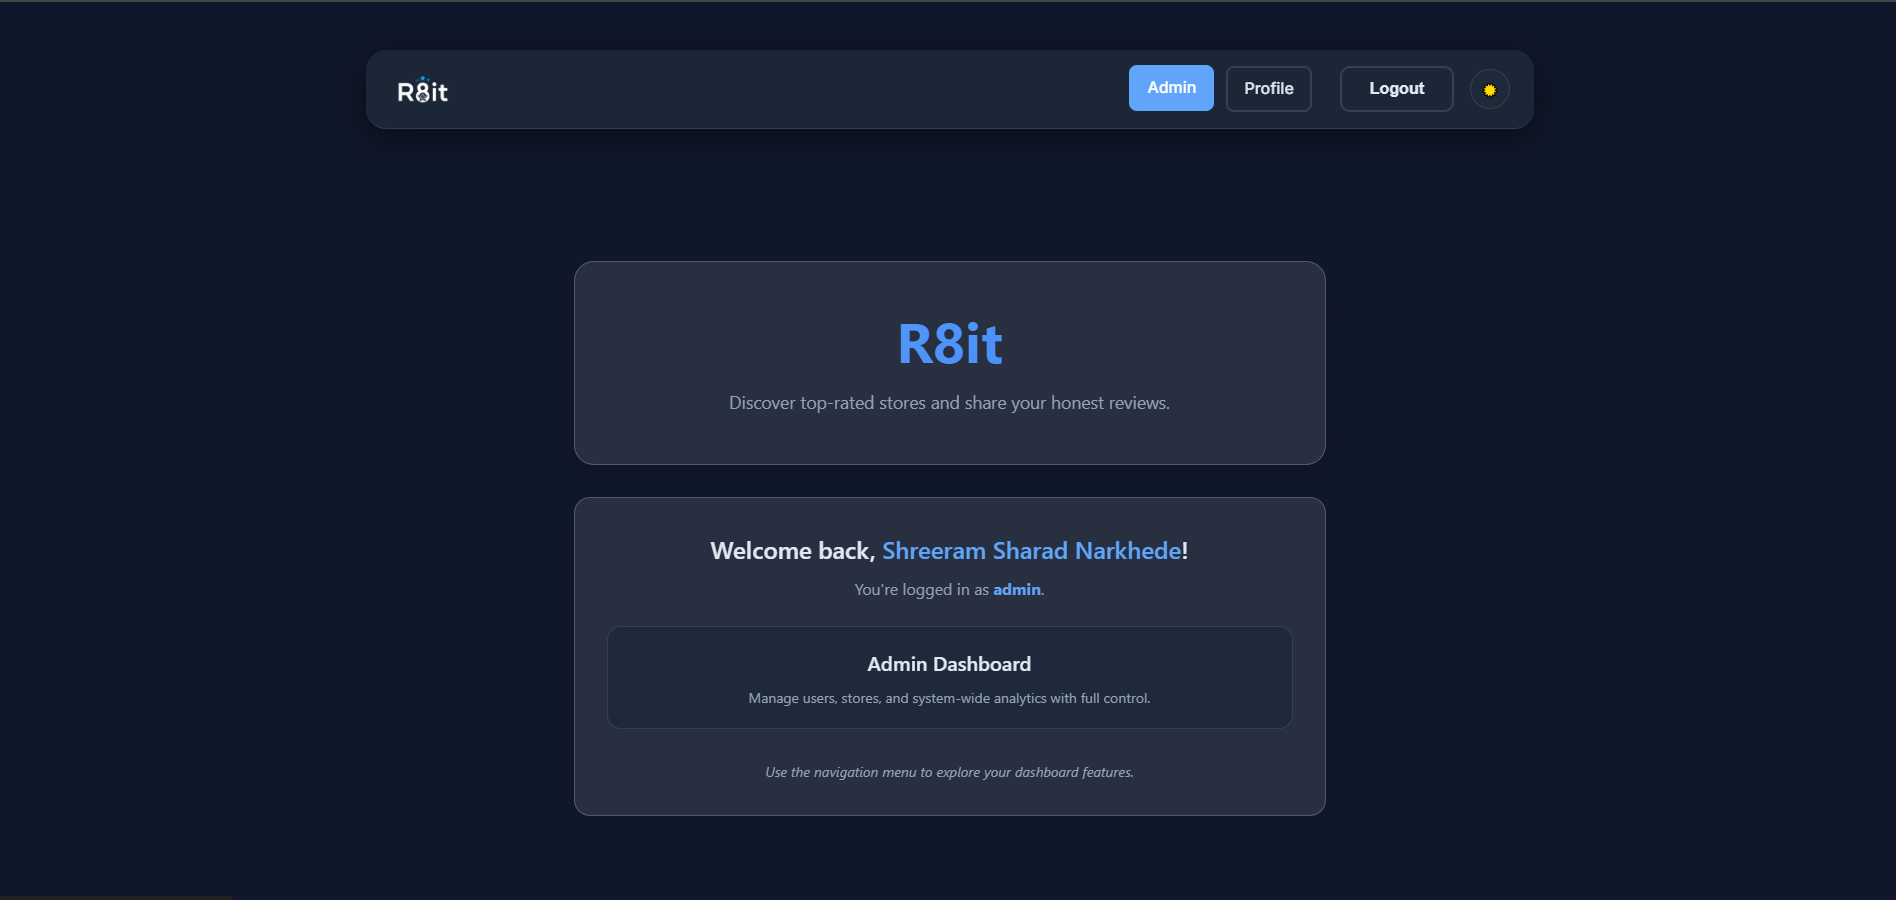 R8it
Admin
Profile
Logout
R8it
Discover top-rated stores and share your honest reviews.
Welcome back, Shreeram Sharad Narkhede!
You're logged in as admin.
Admin Dashboard
Manage users, stores, and system-wide analytics with full control.
Use the navigation menu to explore your dashboard features.